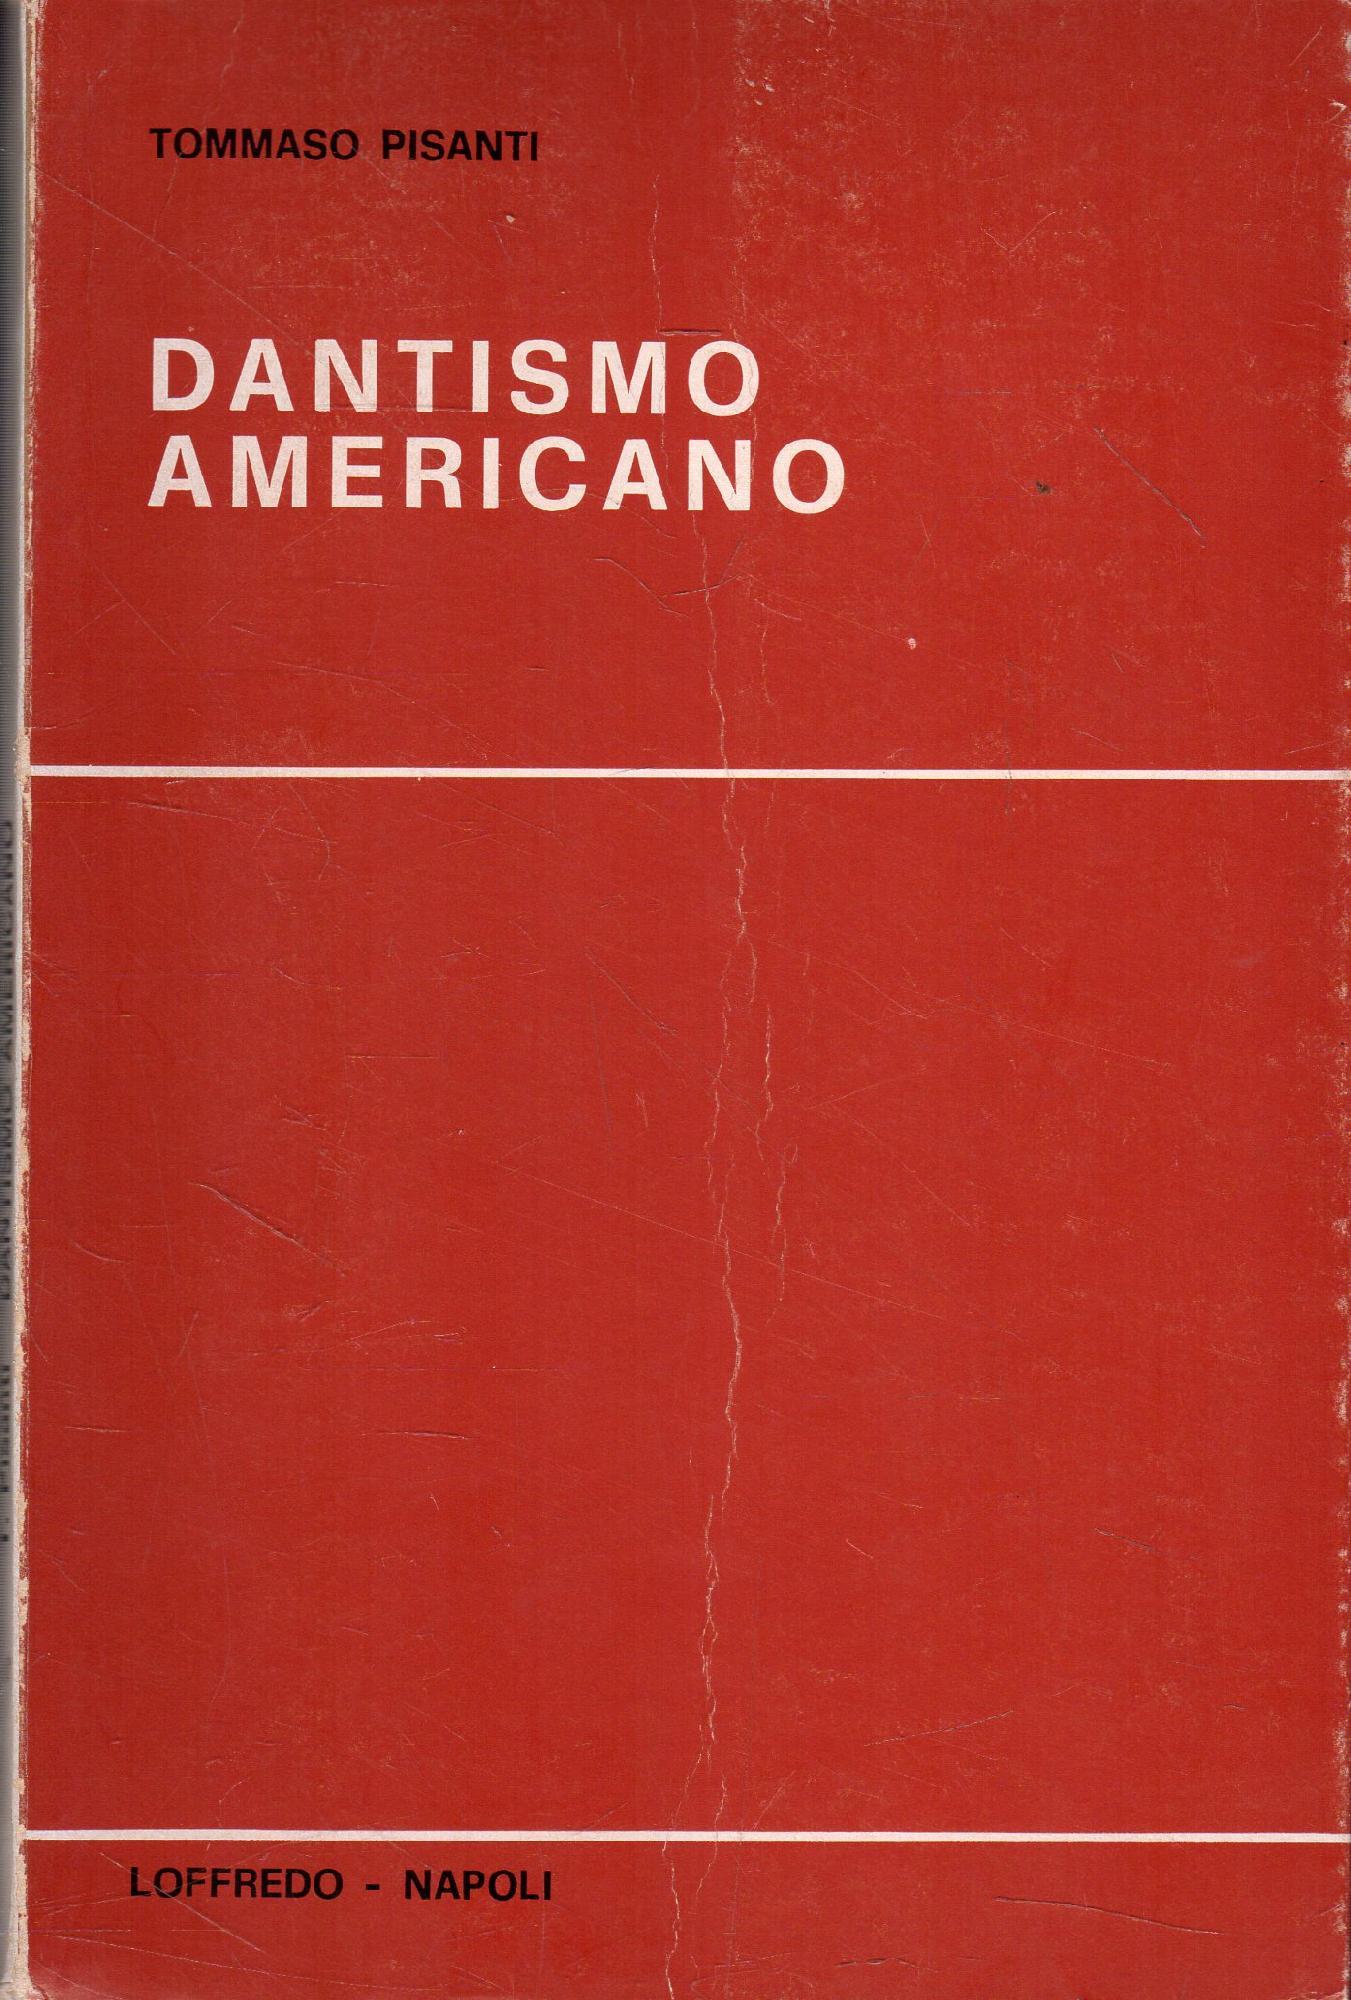 TOMMASO PISANTI
DANTISMO
AMERICANO
LOFFREDO - NAPOLI